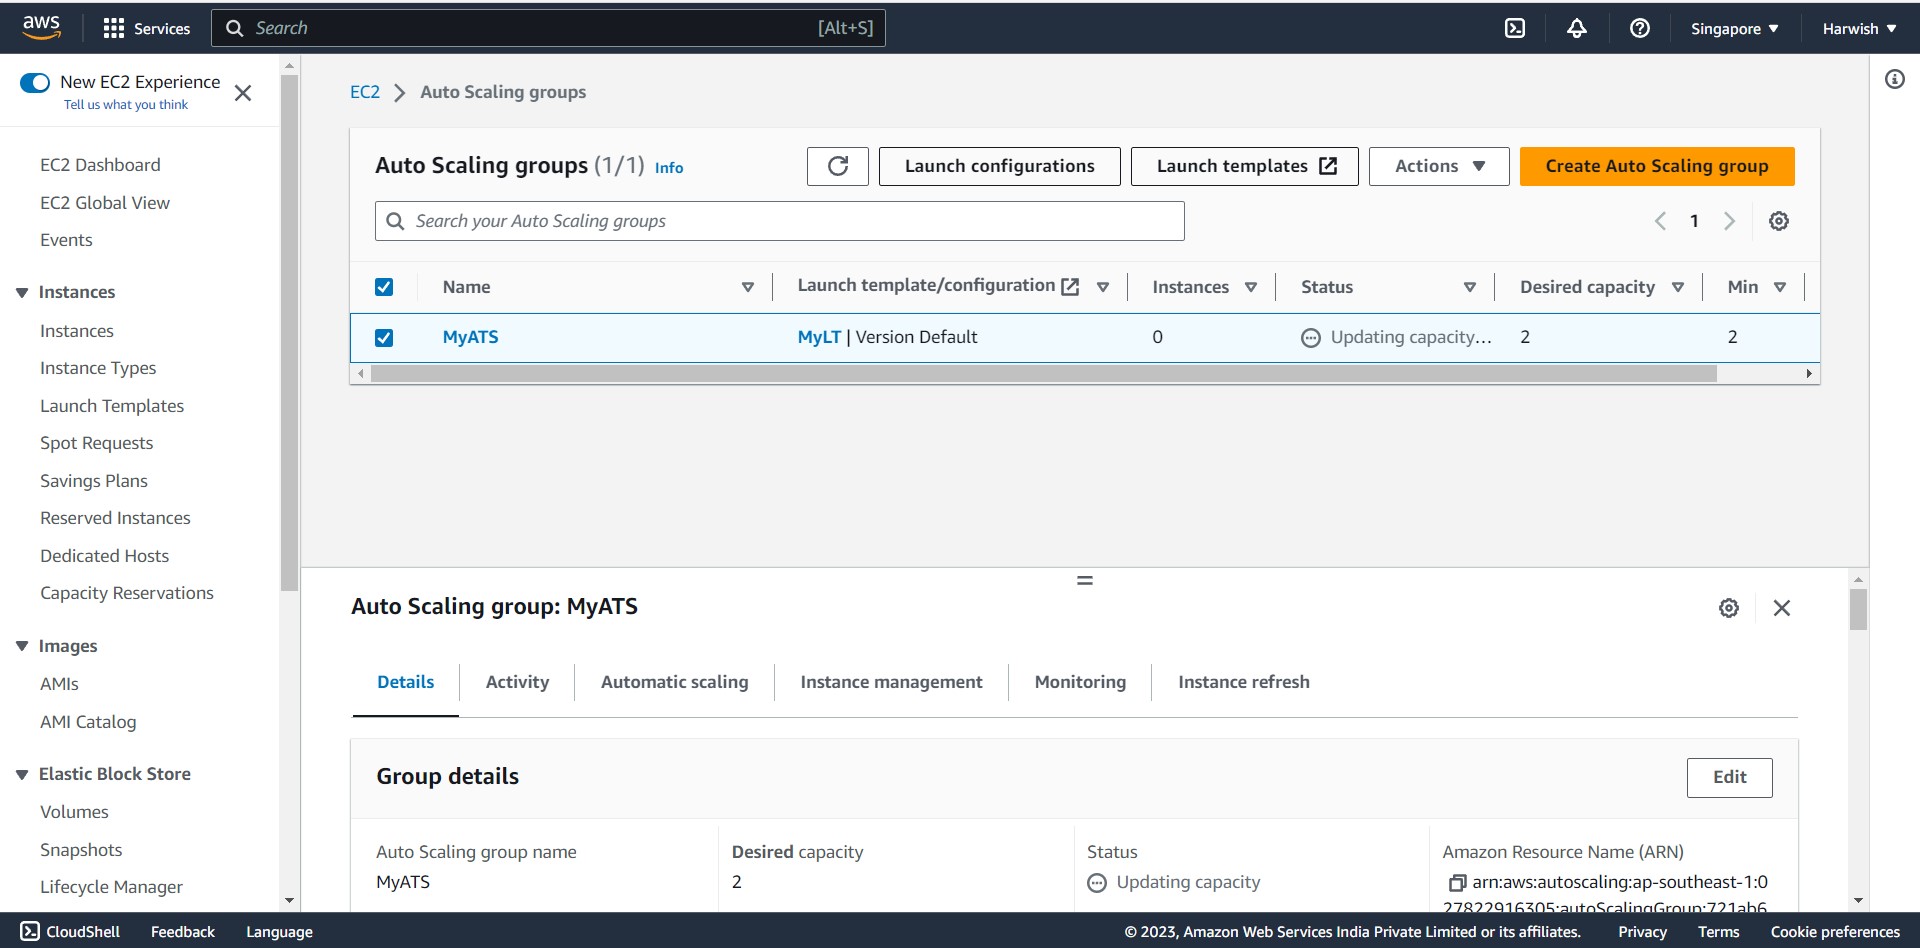 aws
Services
Search
[Alt+S]
Singapore
Harwish
New EC2 Experience
Tell us what you think
EC2 Dashboard
EC2 Global View
Events
Instances
Instances
Instance Types
Launch Templates
Spot Requests
Savings Plans
Reserved Instances
Dedicated Hosts
Capacity Reservations
Images
AMIs
AMI Catalog
Elastic Block Store
Volumes
Snapshots
Lifecycle Manager
EC2 Auto Scaling groups
Auto Scaling groups (1/1) Info
Launch configurations
Launch templates
Actions
Create Auto Scaling group
Search your Auto Scaling groups
1
Name Launch template/configuration Instances Status Desired capacity Min
MyATS MyLT | Version Default 0 Updating capacity... 2 2
Auto Scaling group: MyATS
Details Activity Automatic scaling Instance management Monitoring Instance refresh
Group details
Edit
Auto Scaling group name
MyATS
Desired capacity
2
Status
Updating capacity
Amazon Resource Name (ARN)
arn:aws:autoscaling:ap-southeast-1:0
27822916305:autoScalingGroup:721ab6
CloudShell Feedback Language
© 2023, Amazon Web Services India Private Limited or its affiliates. Privacy Terms Cookie preferences